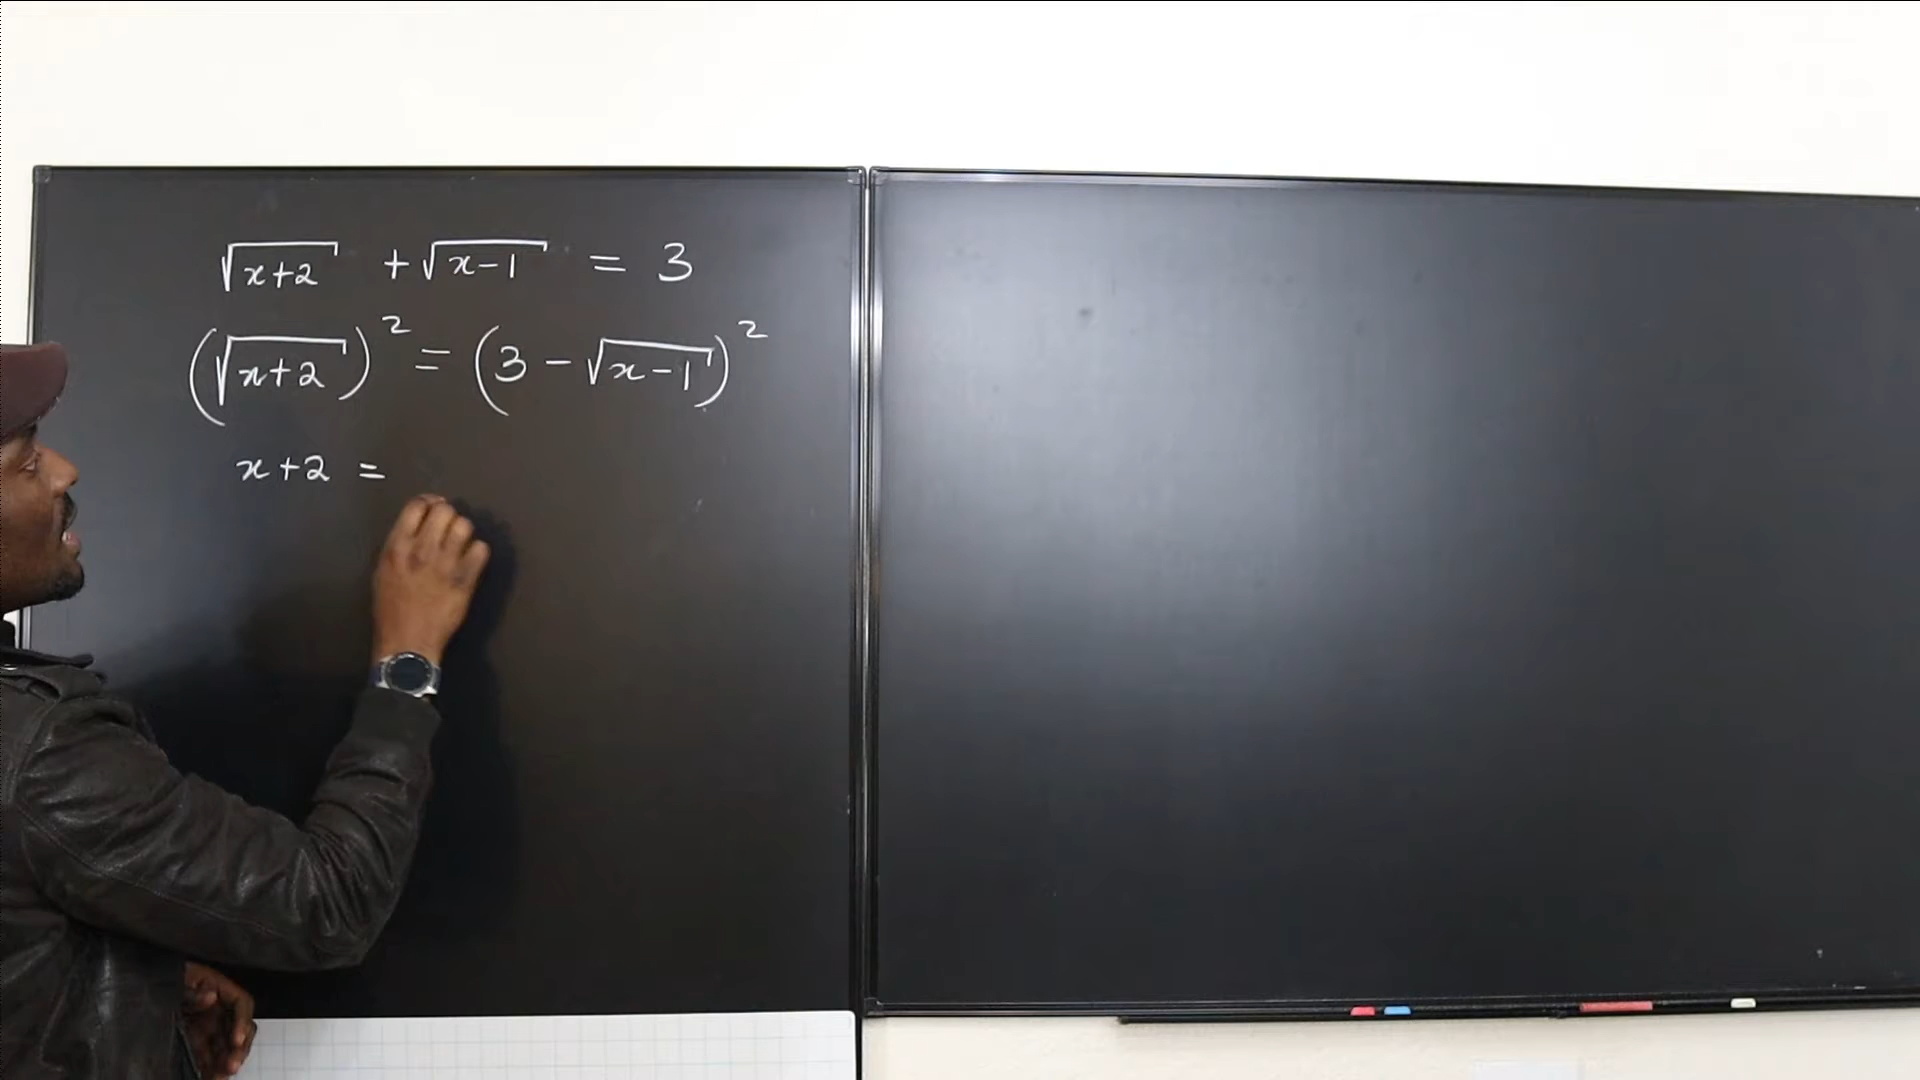 √(x+2) + √(x-1) = 3
(√(x+2))² = (3 - √(x-1))²
x+2 =